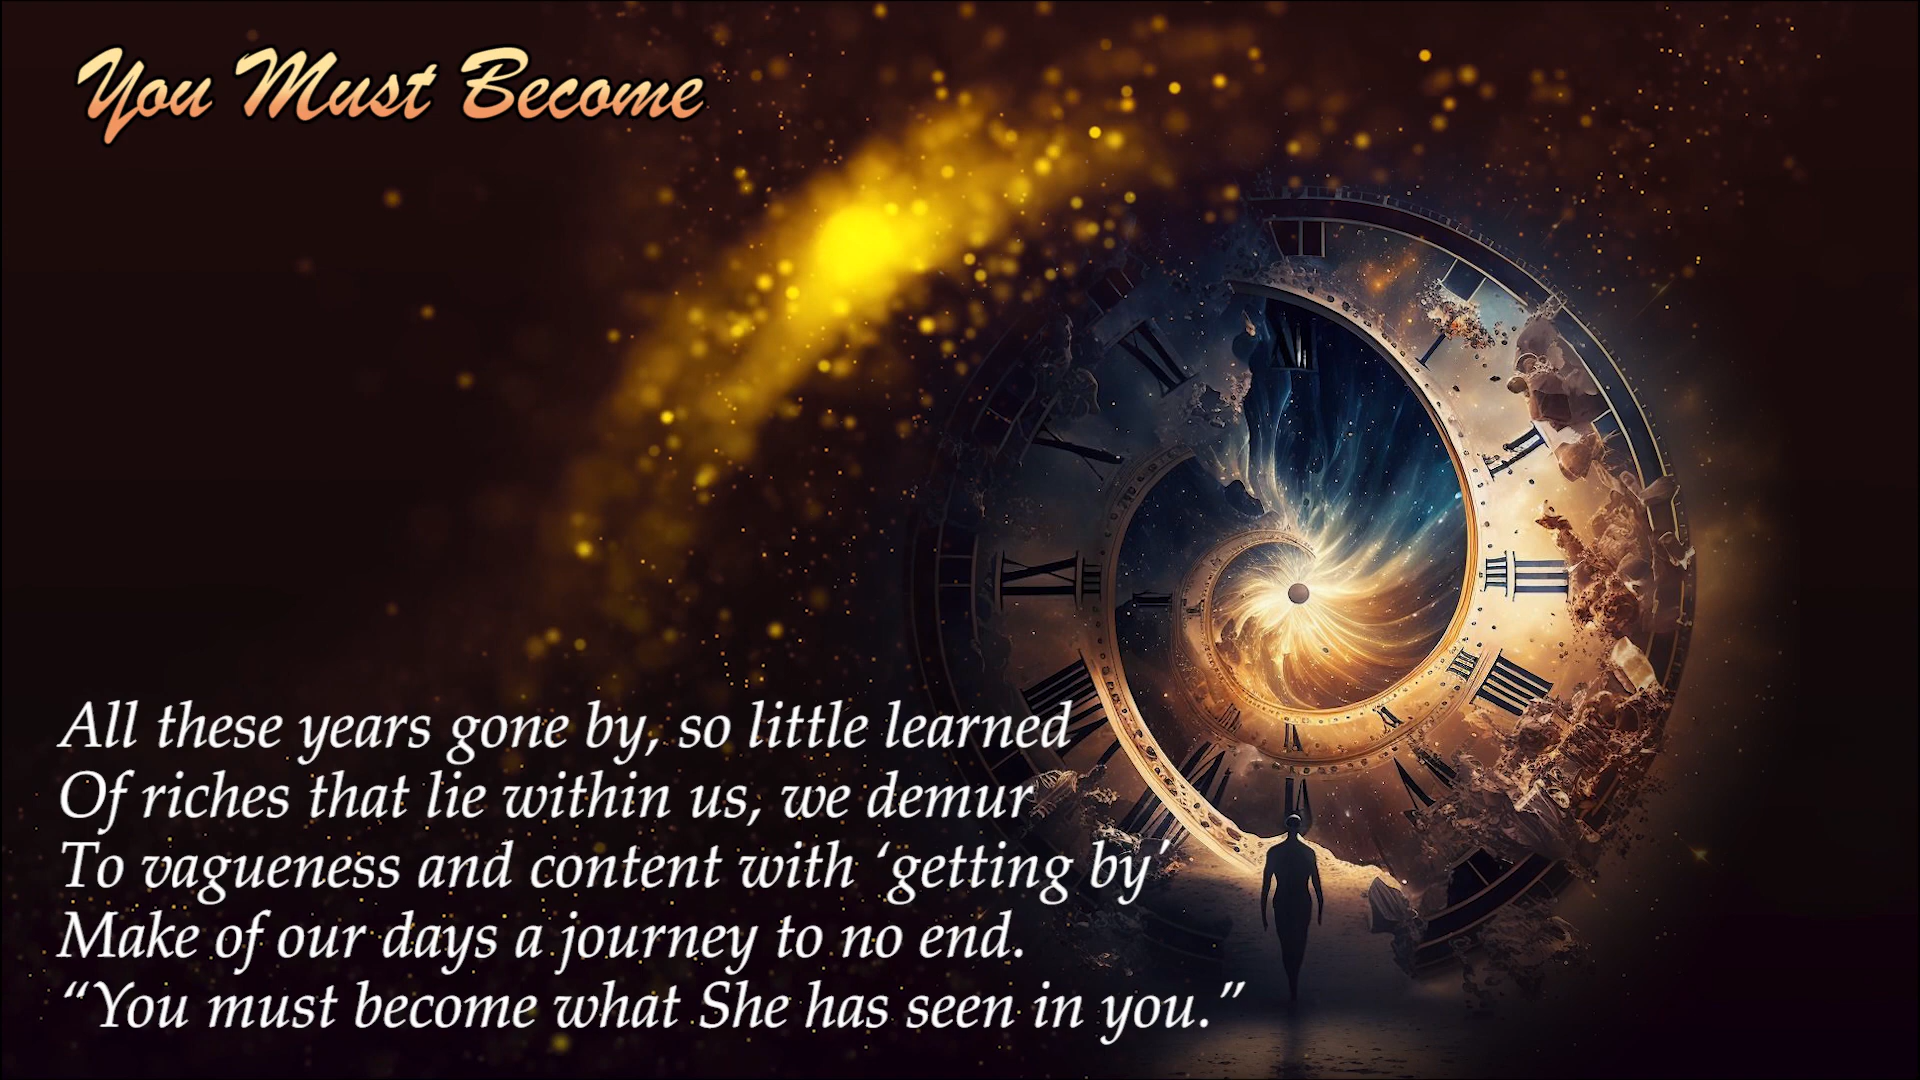 You Must Become
All these years gone by, so little learned
Of riches that lie within us, we demur
To vagueness and content with ‘getting by’
Make of our days a journey to no end.
“You must become what She has seen in you.”